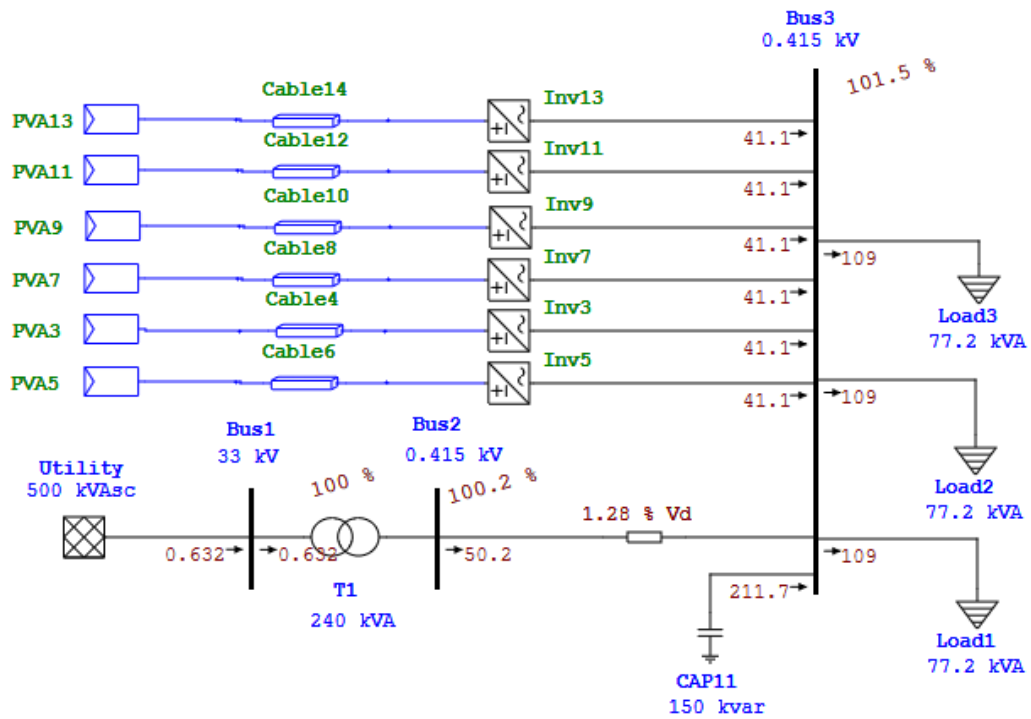 Bus3
0.415 kV
101.5 %
Cable14
Inv13
PVA13
41.1
Cable12
Inv11
PVA11
41.1
Cable10
Inv9
PVA9
41.1
109
Cable8
Inv7
PVA7
41.1
Load3
77.2 kVA
Cable4
Inv3
PVA3
41.1
Cable6
Inv5
PVA5
41.1
109
Bus1
33 kV
Bus2
0.415 kV
Utility
500 kVAsc
100 %
100.2 %
Load2
77.2 kVA
1.28 % Vd
0.632
0.632
50.2
109
T1
240 kVA
211.7
Load1
77.2 kVA
CAP11
150 kvar